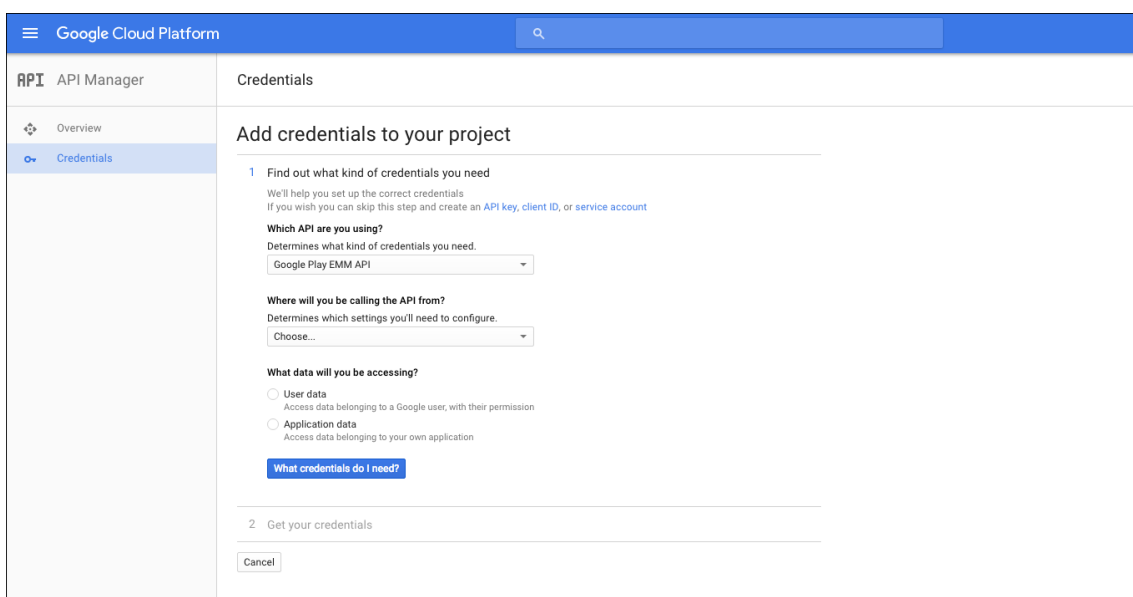 Google Cloud Platform
API API Manager
Credentials
Overview
Credentials
Add credentials to your project
1 Find out what kind of credentials you need
We'll help you set up the correct credentials
If you wish you can skip this step and create an API key, client ID, or service account
Which API are you using?
Determines what kind of credentials you need.
Google Play EMM API
Where will you be calling the API from?
Determines which settings you'll need to configure.
Choose...
What data will you be accessing?
User data
Access data belonging to a Google user, with their permission
Application data
Access data belonging to your own application
What credentials do I need?
2 Get your credentials
Cancel